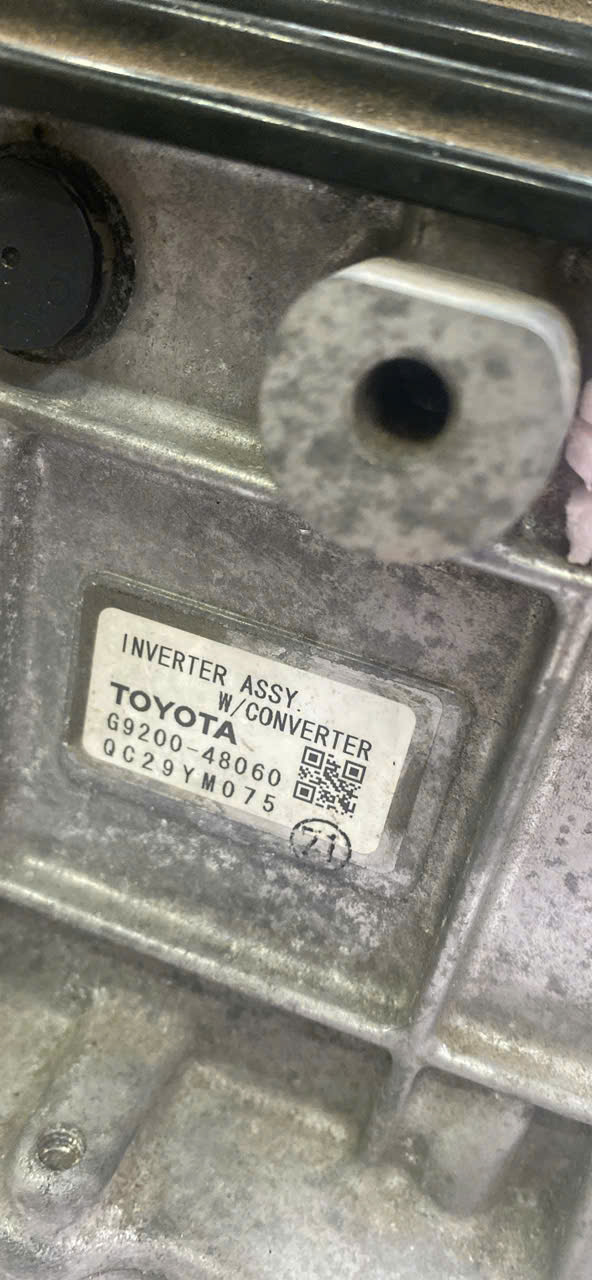 INVERTER ASSY.
W/CONVERTER
TOYOTA
G9200-48060
QC29YM075
71